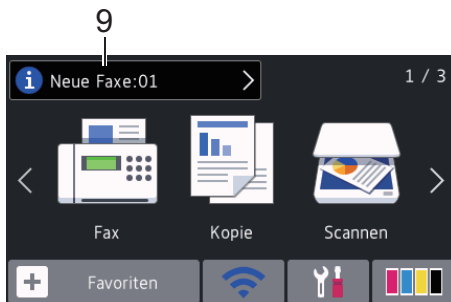 9
Neue Faxe:01
1 / 3
Fax
Kopie
Scannen
Favoriten